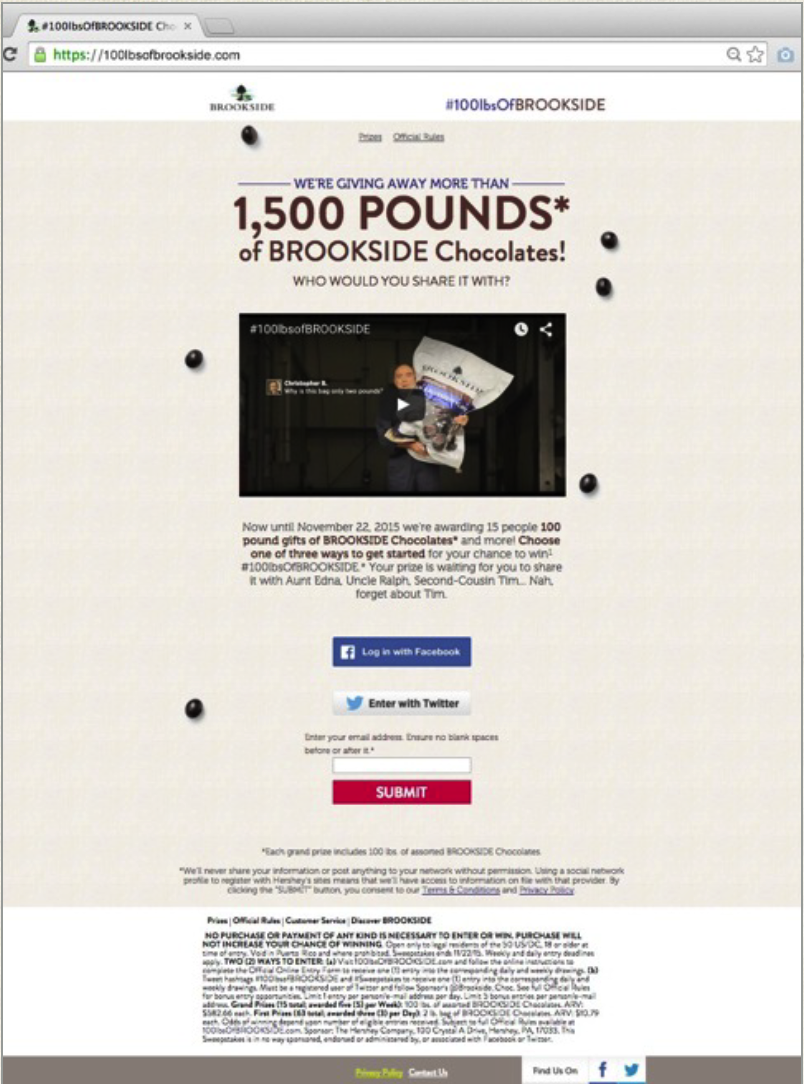 #100lbsOfBROOKSIDE Cho
https://100lbsofbrookside.com
BROOKSIDE
#100lbsOfBROOKSIDE
Prizes Official Rules
WE'RE GIVING AWAY MORE THAN
1,500 POUNDS*
of BROOKSIDE Chocolates!
WHO WOULD YOU SHARE IT WITH?
#100lbsofBROOKSIDE
BROOKSIDE
Christopher B.
Why is this bag only two pounds?
Now until November 22, 2015 we're awarding 15 people 100
pound gifts of BROOKSIDE Chocolates* and more! Choose
one of three ways to get started for your chance to win¹
#100lbsOfBROOKSIDE.* Your prize is waiting for you to share
it with Aunt Edna, Uncle Ralph, Second-Cousin Tim... Nah,
forget about Tim.
Log in with Facebook
Enter with Twitter
Enter your email address. Ensure no blank spaces
before or after it.*
SUBMIT
*Each grand prize includes 100 lbs. of assorted BROOKSIDE Chocolates.
*We'll never share your information or post anything to your network without permission. Using a social network
profile to register with Hershey's sites means that we'll have access to information on file with that provider. By
clicking the "SUBMIT" button, you consent to our Terms & Conditions and Privacy Policy.
Prizes | Official Rules | Customer Service | Discover BROOKSIDE
NO PURCHASE OR PAYMENT OF ANY KIND IS NECESSARY TO ENTER OR WIN. PURCHASE WILL
NOT INCREASE YOUR CHANCE OF WINNING. Open only to legal residents of the 50 US/DC, 18 or older at
time of entry. Void in Puerto Rico and where prohibited. Sweepstakes ends 11/22/15. Weekly and daily entry deadlines
apply. TWO (2) WAYS TO ENTER: (a) Visit 100lbsOfBROOKSIDE.com and follow the online instructions to
complete the Official Online Entry Form to receive one (1) entry into the corresponding daily and weekly drawings. (b)
Tweet hashtags #100lbsofBROOKSIDE and #Sweepstakes to receive one (1) entry into the corresponding daily and
weekly drawings. Must be a registered user of Twitter and follow Sponsor's @Brookside_Choc. See full Official Rules
for bonus entry opportunities. Limit 1 entry per person/e-mail address per day. Limit 5 bonus entries per person/e-mail
address. Grand Prizes (15 total; awarded five (5) per Week): 100 lbs. of assorted BROOKSIDE Chocolates. ARV:
$582.66 each. First Prizes (63 total; awarded three (3) per Day): 2 lb. bag of BROOKSIDE Chocolates. ARV: $10.79
each. Odds of winning depend upon number of eligible entries received. Subject to full Official Rules available at
100lbsOfBROOKSIDE.com. Sponsor: The Hershey Company, 100 Crystal A Drive, Hershey, PA, 17033. This
Sweepstakes is in no way sponsored, endorsed or administered by, or associated with Facebook or Twitter.
Privacy Policy Contact Us
Find Us On